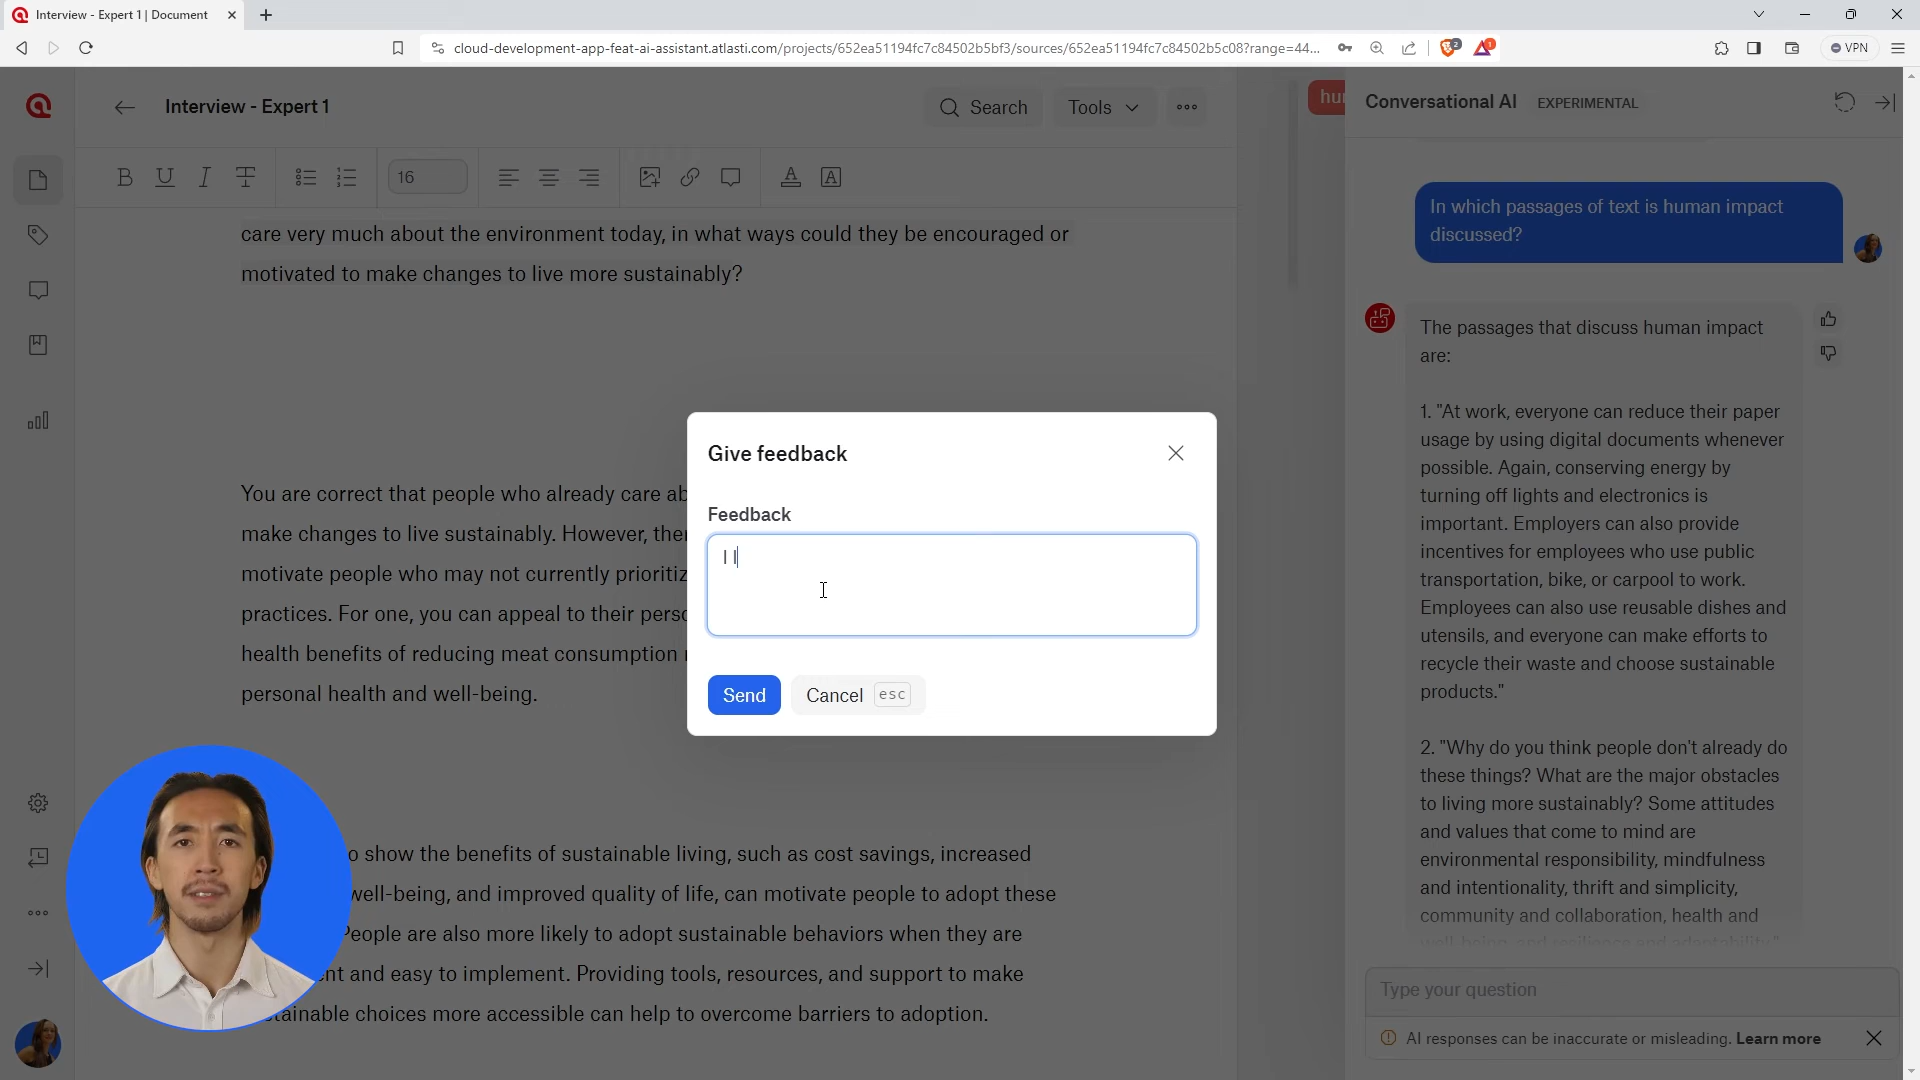 Interview - Expert 1 | Document
cloud-development-app-feat-ai-assistant.atlasti.com/projects/652ea51194fc7c84502b5bf3/sources/652ea51194fc7c84502b5c08?range=44...
2
1
VPN
Interview - Expert 1
Search
Tools
16
care very much about the environment today, in what ways could they be encouraged or
motivated to make changes to live more sustainably?
You are correct that people who already care ab
make changes to live sustainably. However, ther
motivate people who may not currently prioritiz
practices. For one, you can appeal to their perso
health benefits of reducing meat consumption
personal health and well-being.
o show the benefits of sustainable living, such as cost savings, increased
well-being, and improved quality of life, can motivate people to adopt these
People are also more likely to adopt sustainable behaviors when they are
nt and easy to implement. Providing tools, resources, and support to make
stainable choices more accessible can help to overcome barriers to adoption.
Give feedback
Feedback
I l
Send
Cancel esc
hu
Conversational AI EXPERIMENTAL
In which passages of text is human impact
discussed?
The passages that discuss human impact
are:
1. "At work, everyone can reduce their paper
usage by using digital documents whenever
possible. Again, conserving energy by
turning off lights and electronics is
important. Employers can also provide
incentives for employees who use public
transportation, bike, or carpool to work.
Employees can also use reusable dishes and
utensils, and everyone can make efforts to
recycle their waste and choose sustainable
products."
2. "Why do you think people don't already do
these things? What are the major obstacles
to living more sustainably? Some attitudes
and values that come to mind are
environmental responsibility, mindfulness
and intentionality, thrift and simplicity,
community and collaboration, health and
well-being, and resilience and adaptability."
Type your question
AI responses can be inaccurate or misleading. Learn more